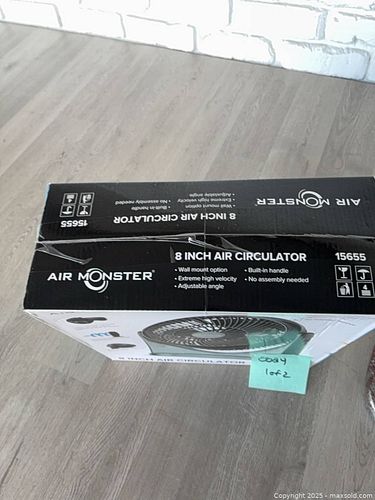 AIR MONSTER
• Wall mount option
• Extreme high velocity
• Adjustable angle
• Built-in handle
• No assembly needed
8 INCH AIR CIRCULATOR
15655
8 INCH AIR CIRCULATOR
15655
AIR MONSTER
• Wall mount option
• Extreme high velocity
• Adjustable angle
• Built-in handle
• No assembly needed
8 INCH AIR CIRCULATOR
1 of 2
Copyright © 2025 - maxsold.com